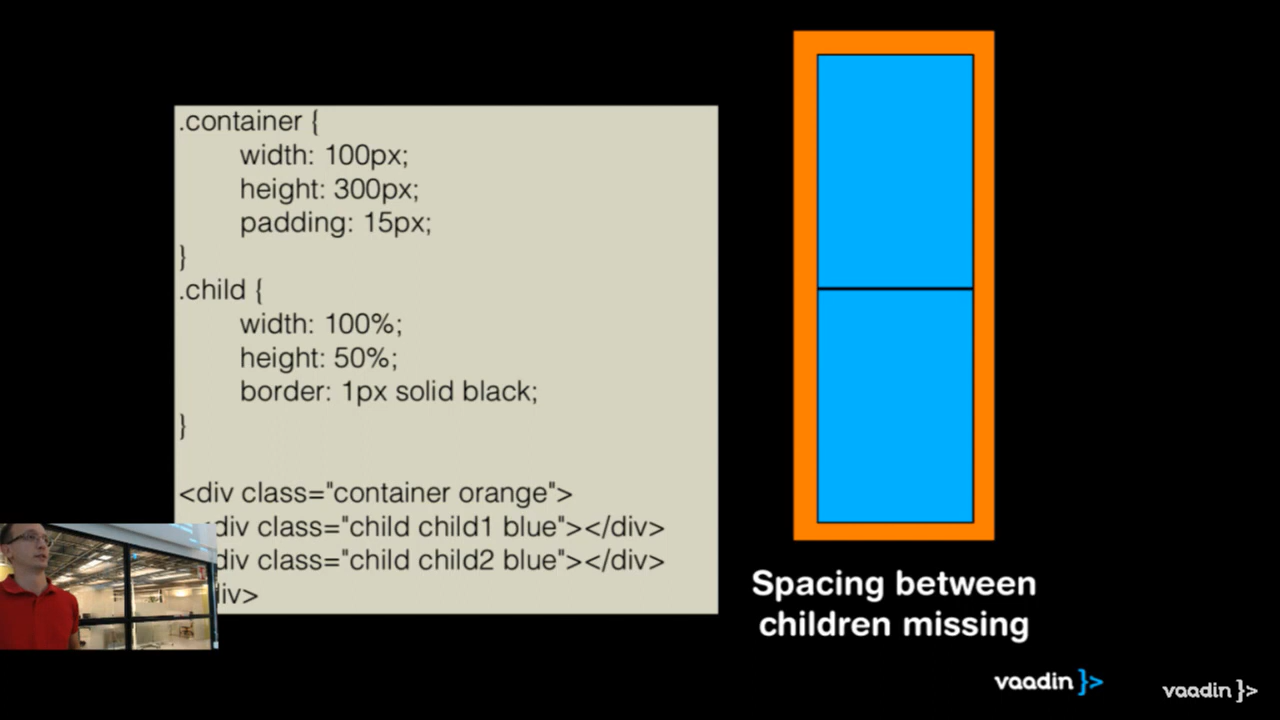 .container {
width: 100px;
height: 300px;
padding: 15px;
}
.child {
width: 100%;
height: 50%;
border: 1px solid black;
}
<div class="container orange">
div class="child child1 blue"></div>
div class="child child2 blue"></div>
div>
Spacing between
children missing
vaadin }>
vaadin }>